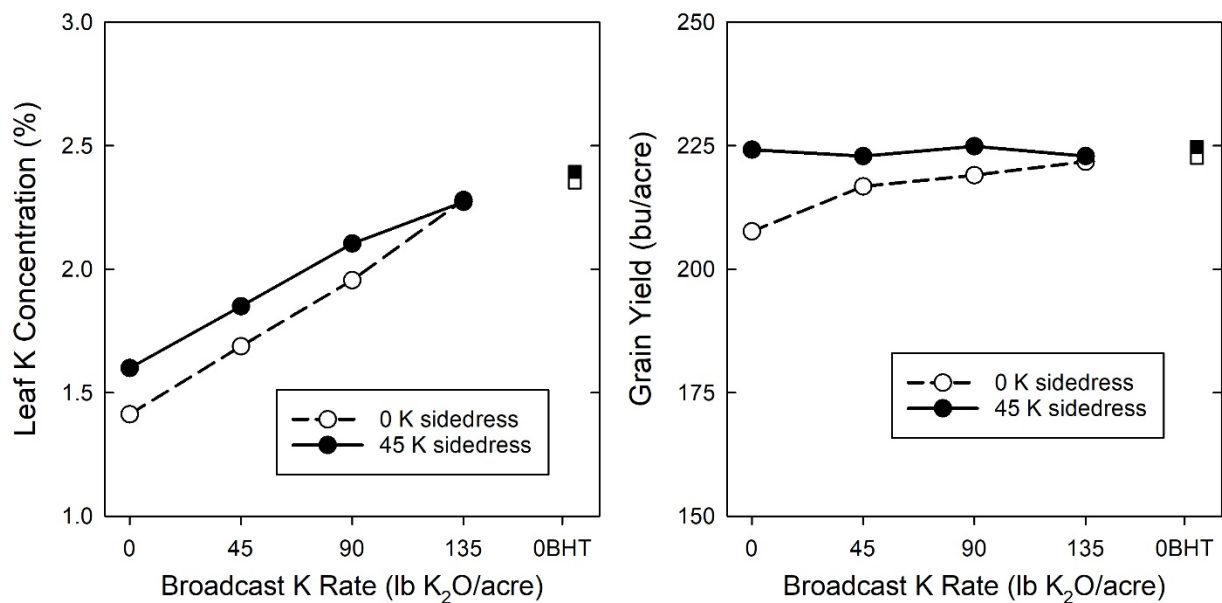 Leaf K Concentration (%)
3.0
2.5
2.0
1.5
1.0
0 K sidedress
45 K sidedress
0 45 90 135 0BHT
Broadcast K Rate (lb K₂O/acre)
Grain Yield (bu/acre)
250
225
200
175
150
0 K sidedress
45 K sidedress
0 45 90 135 0BHT
Broadcast K Rate (lb K₂O/acre)